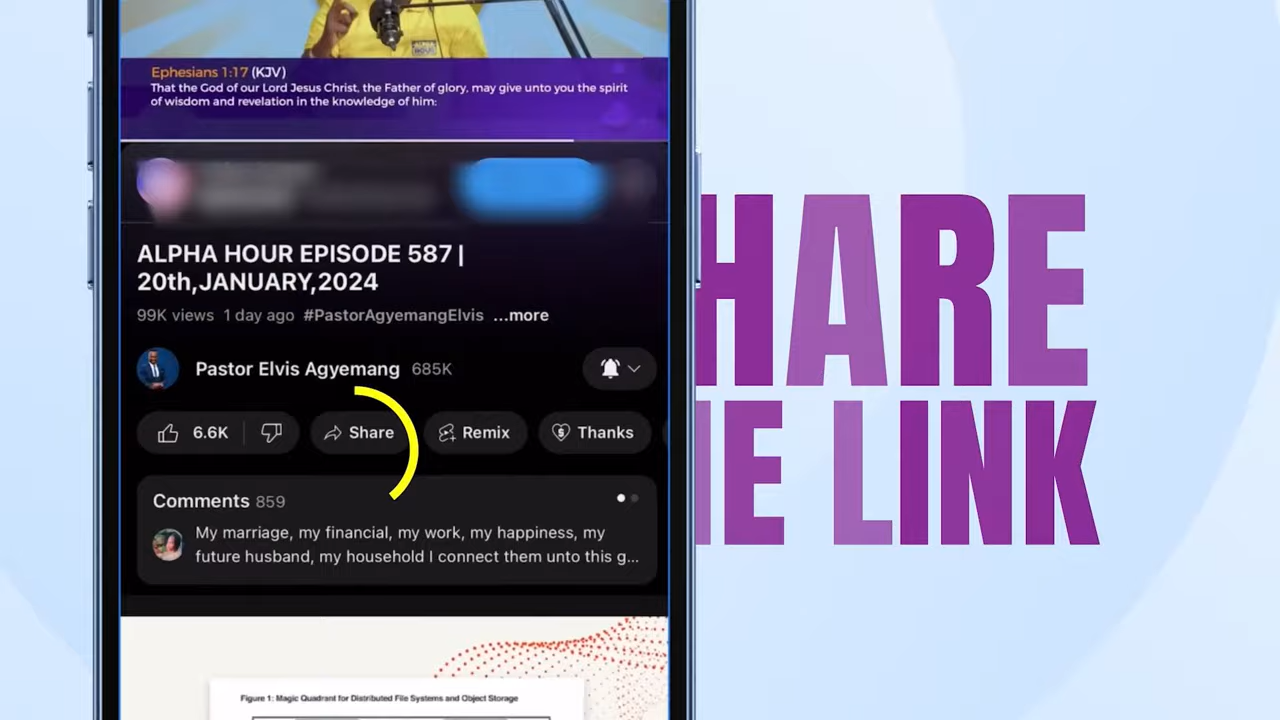 ALPHA
HOUR
Ephesians 1:17 (KJV)
That the God of our Lord Jesus Christ, the Father of glory, may give unto you the spirit
of wisdom and revelation in the knowledge of him:
ALPHA HOUR EPISODE 587 |
20th,JANUARY,2024
99K views 1 day ago #PastorAgyemangElvis ...more
Pastor Elvis Agyemang 685K
6.6K Share Remix Thanks
Comments 859
My marriage, my financial, my work, my happiness, my
future husband, my household I connect them unto this g...
Figure 1: Magic Quadrant for Distributed File Systems and Object Storage
HARE
E LINK